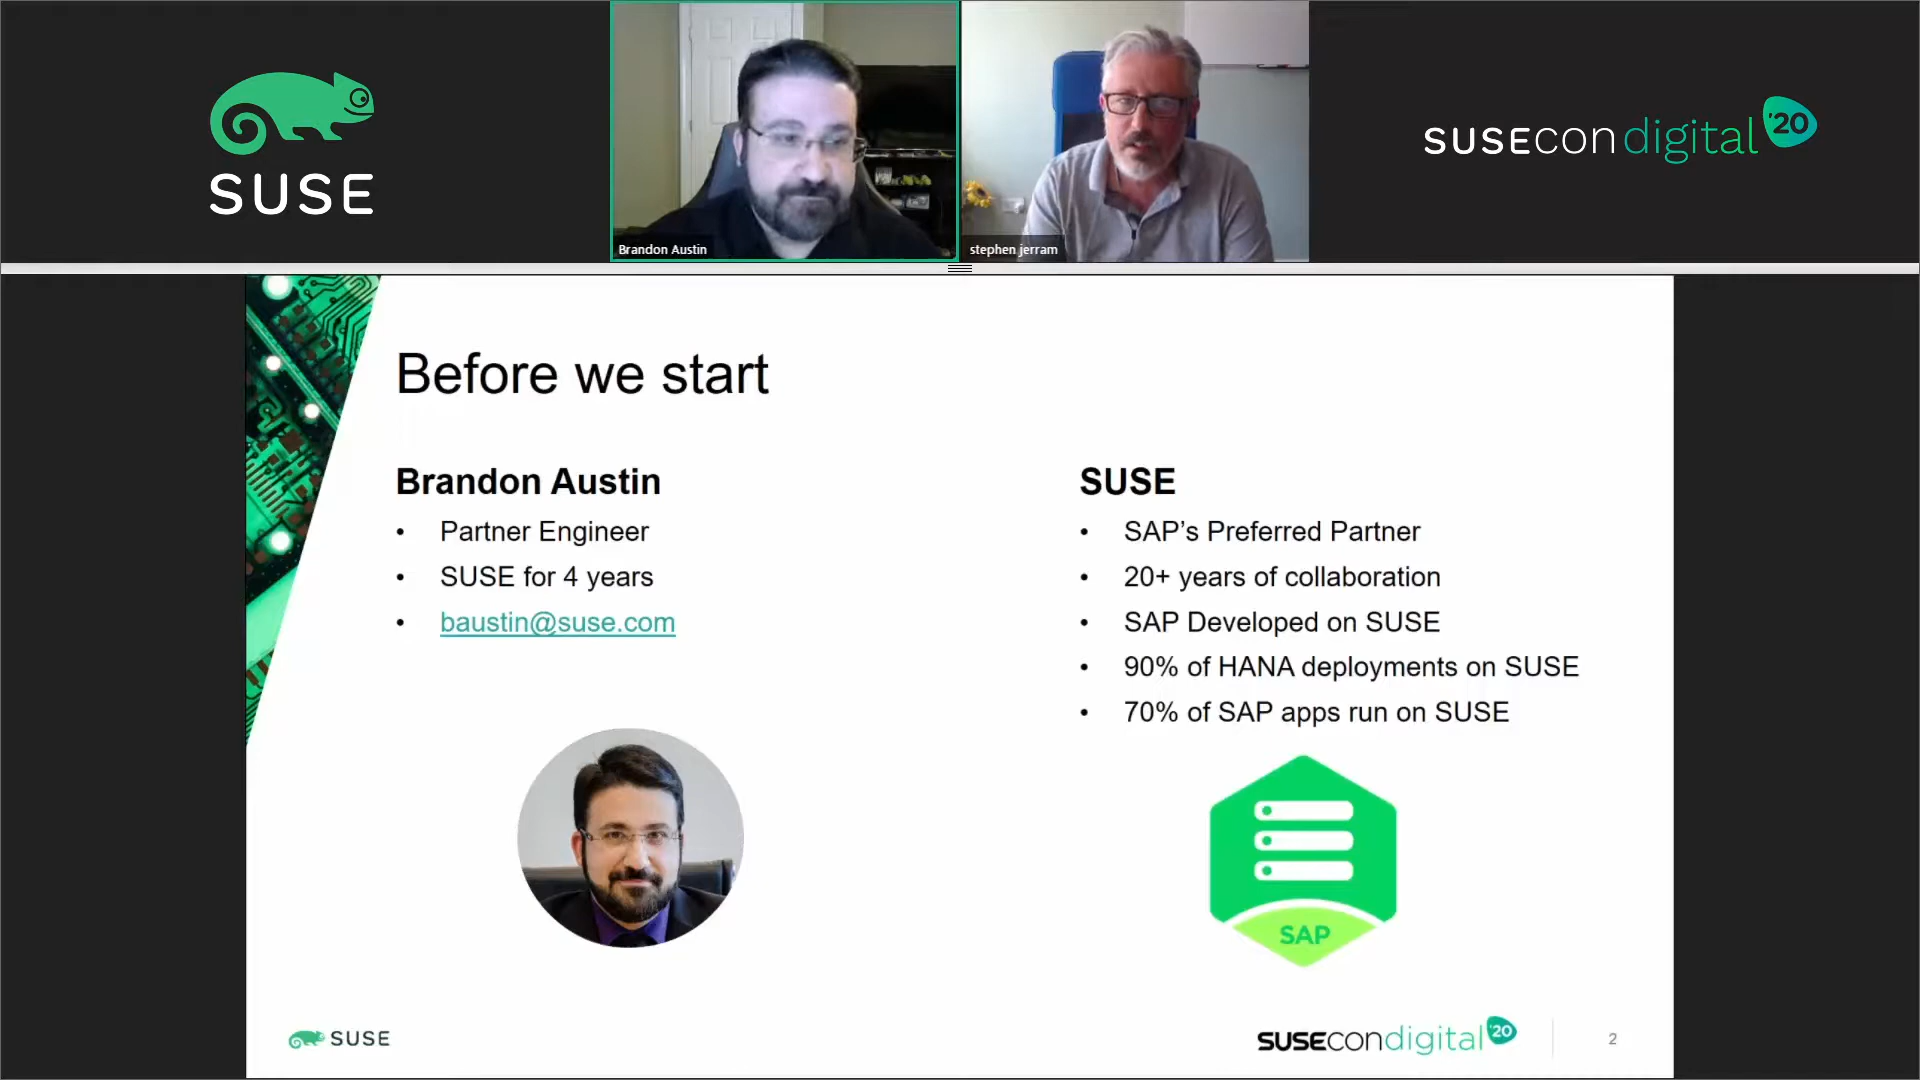 SUSE
Brandon Austin
stephen jerram
SUSEcon digital '20
Before we start
Brandon Austin
• Partner Engineer
• SUSE for 4 years
• baustin@suse.com
SUSE
• SAP’s Preferred Partner
• 20+ years of collaboration
• SAP Developed on SUSE
• 90% of HANA deployments on SUSE
• 70% of SAP apps run on SUSE
SAP
SUSE
SUSEcondigital '20
2